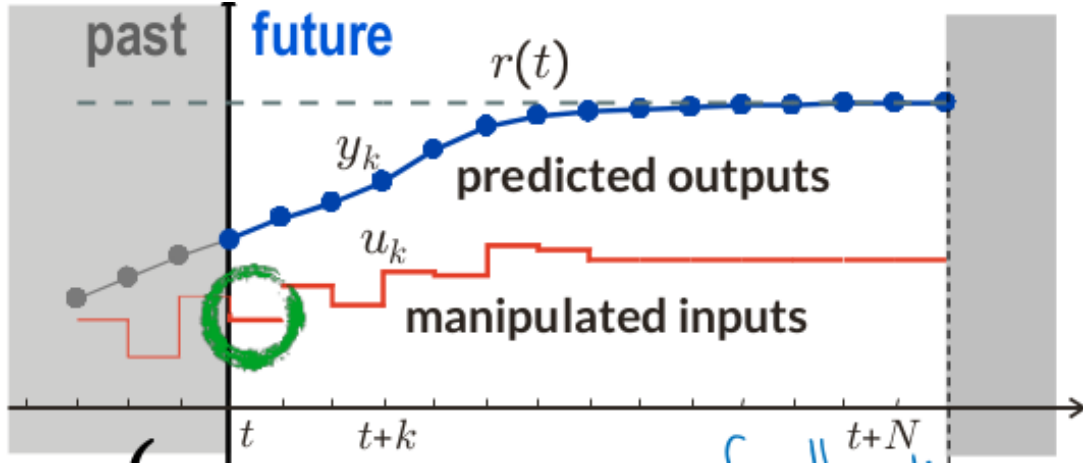 past future
r(t)
y_k
predicted outputs
u_k
manipulated inputs
t t+k t+N